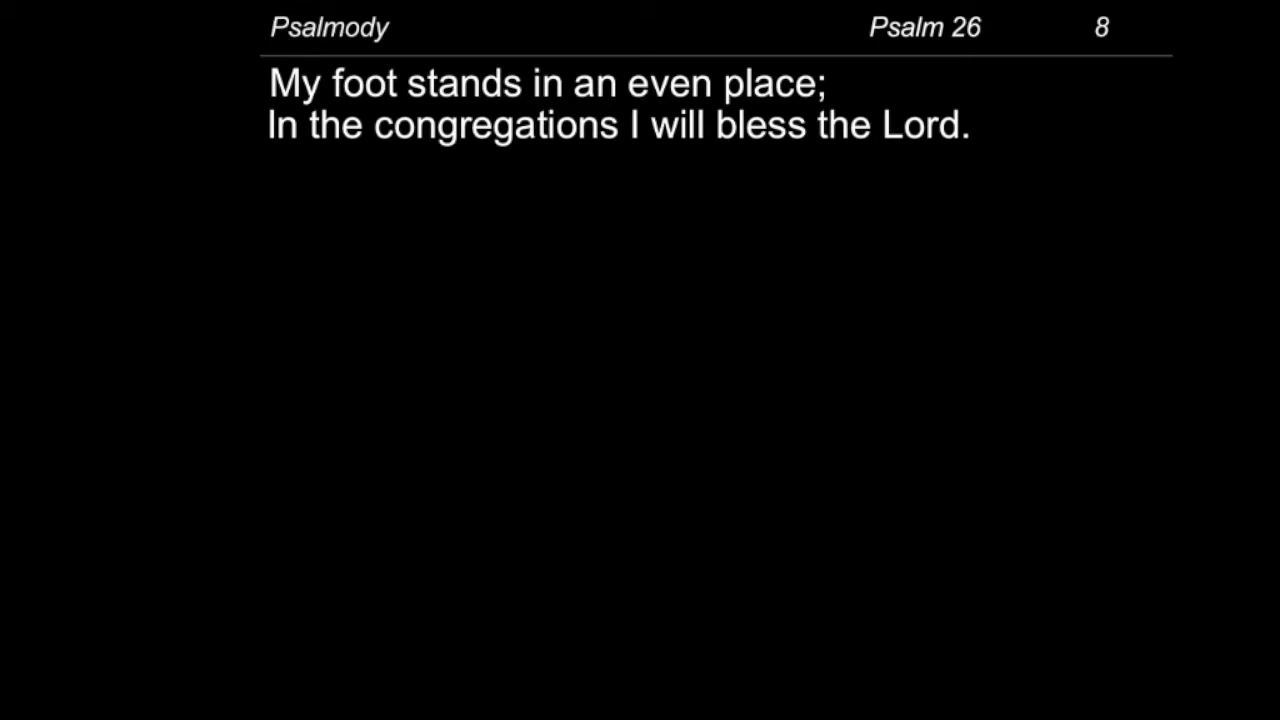 Psalmody Psalm 26 8
My foot stands in an even place;
In the congregations I will bless the Lord.